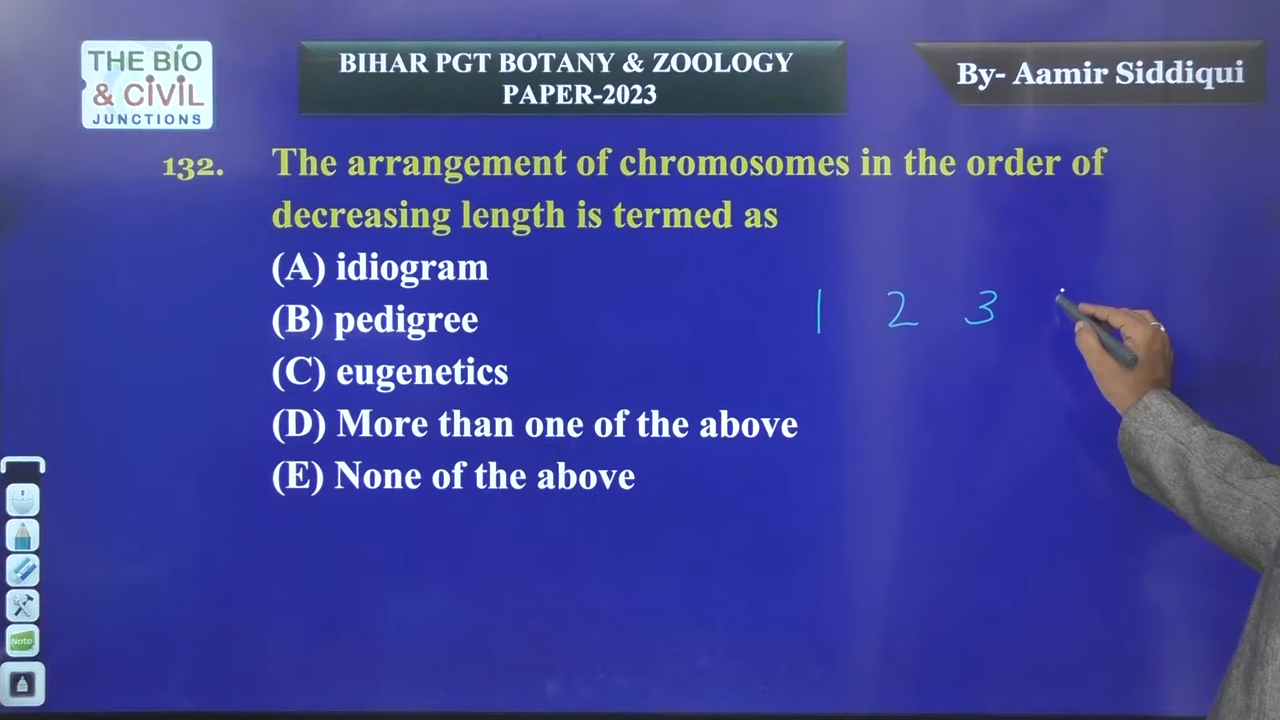 THE BIO
& CIVIL
JUNCTIONS
BIHAR PGT BOTANY & ZOOLOGY
PAPER-2023
By- Aamir Siddiqui
132. The arrangement of chromosomes in the order of
decreasing length is termed as
(A) idiogram
(B) pedigree
(C) eugenetics
(D) More than one of the above
(E) None of the above
1 2 3
Note